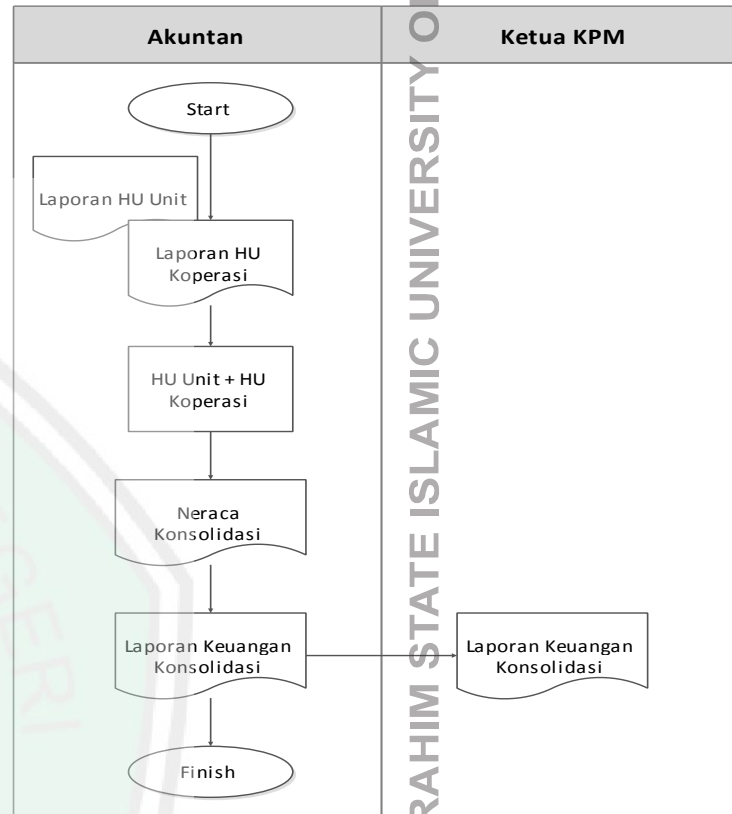 Akuntan
Ketua KPM
Start
Laporan HU Unit
Laporan HU
Koperasi
HU Unit + HU
Koperasi
Neraca
Konsolidasi
Laporan Keuangan
Konsolidasi
Laporan Keuangan
Konsolidasi
Finish
RAHIM STATE ISLAMIC UNIVERSITY O
GERI